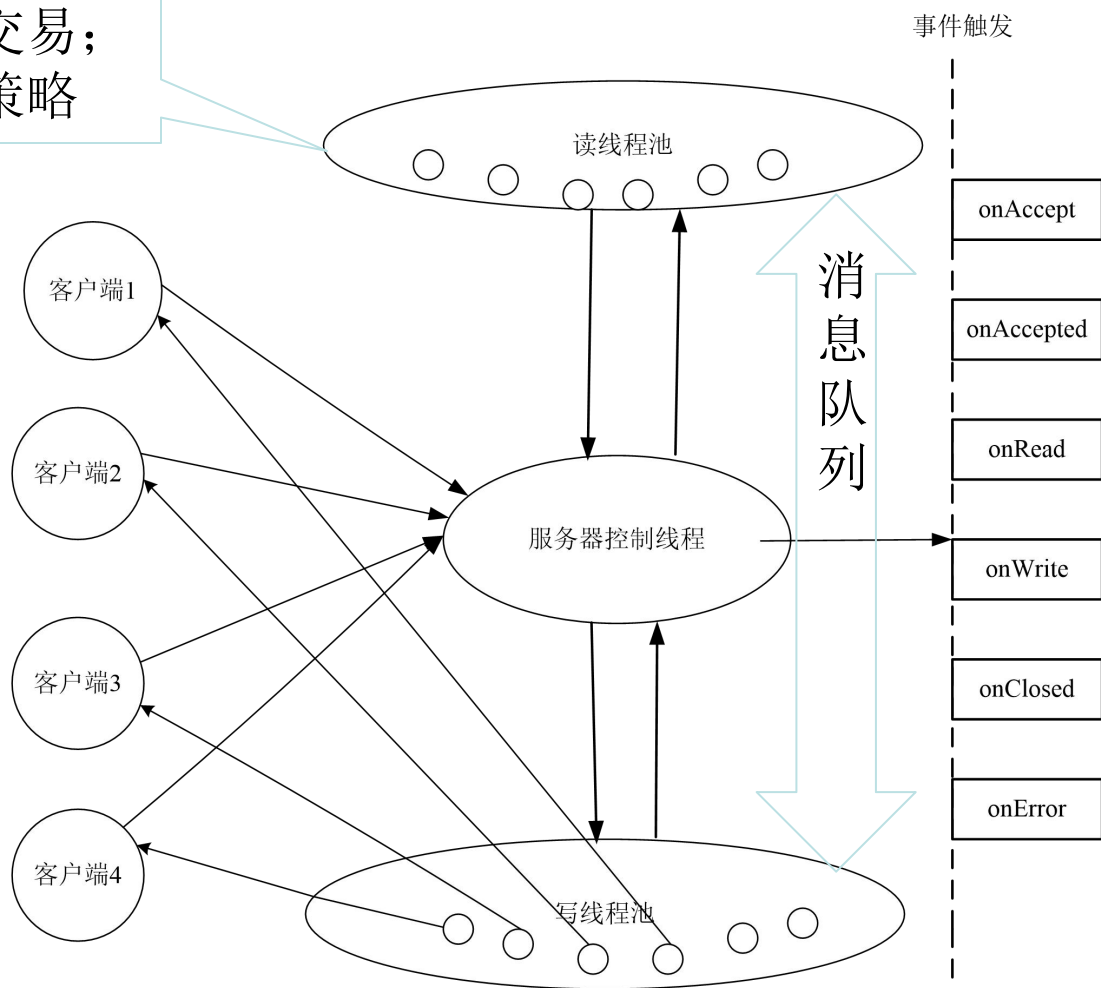 交易；
策略
事件触发
读线程池
onAccept
客户端1
消
息
队
列
onAccepted
客户端2
onRead
服务器控制线程
onWrite
客户端3
onClosed
onError
客户端4
写线程池